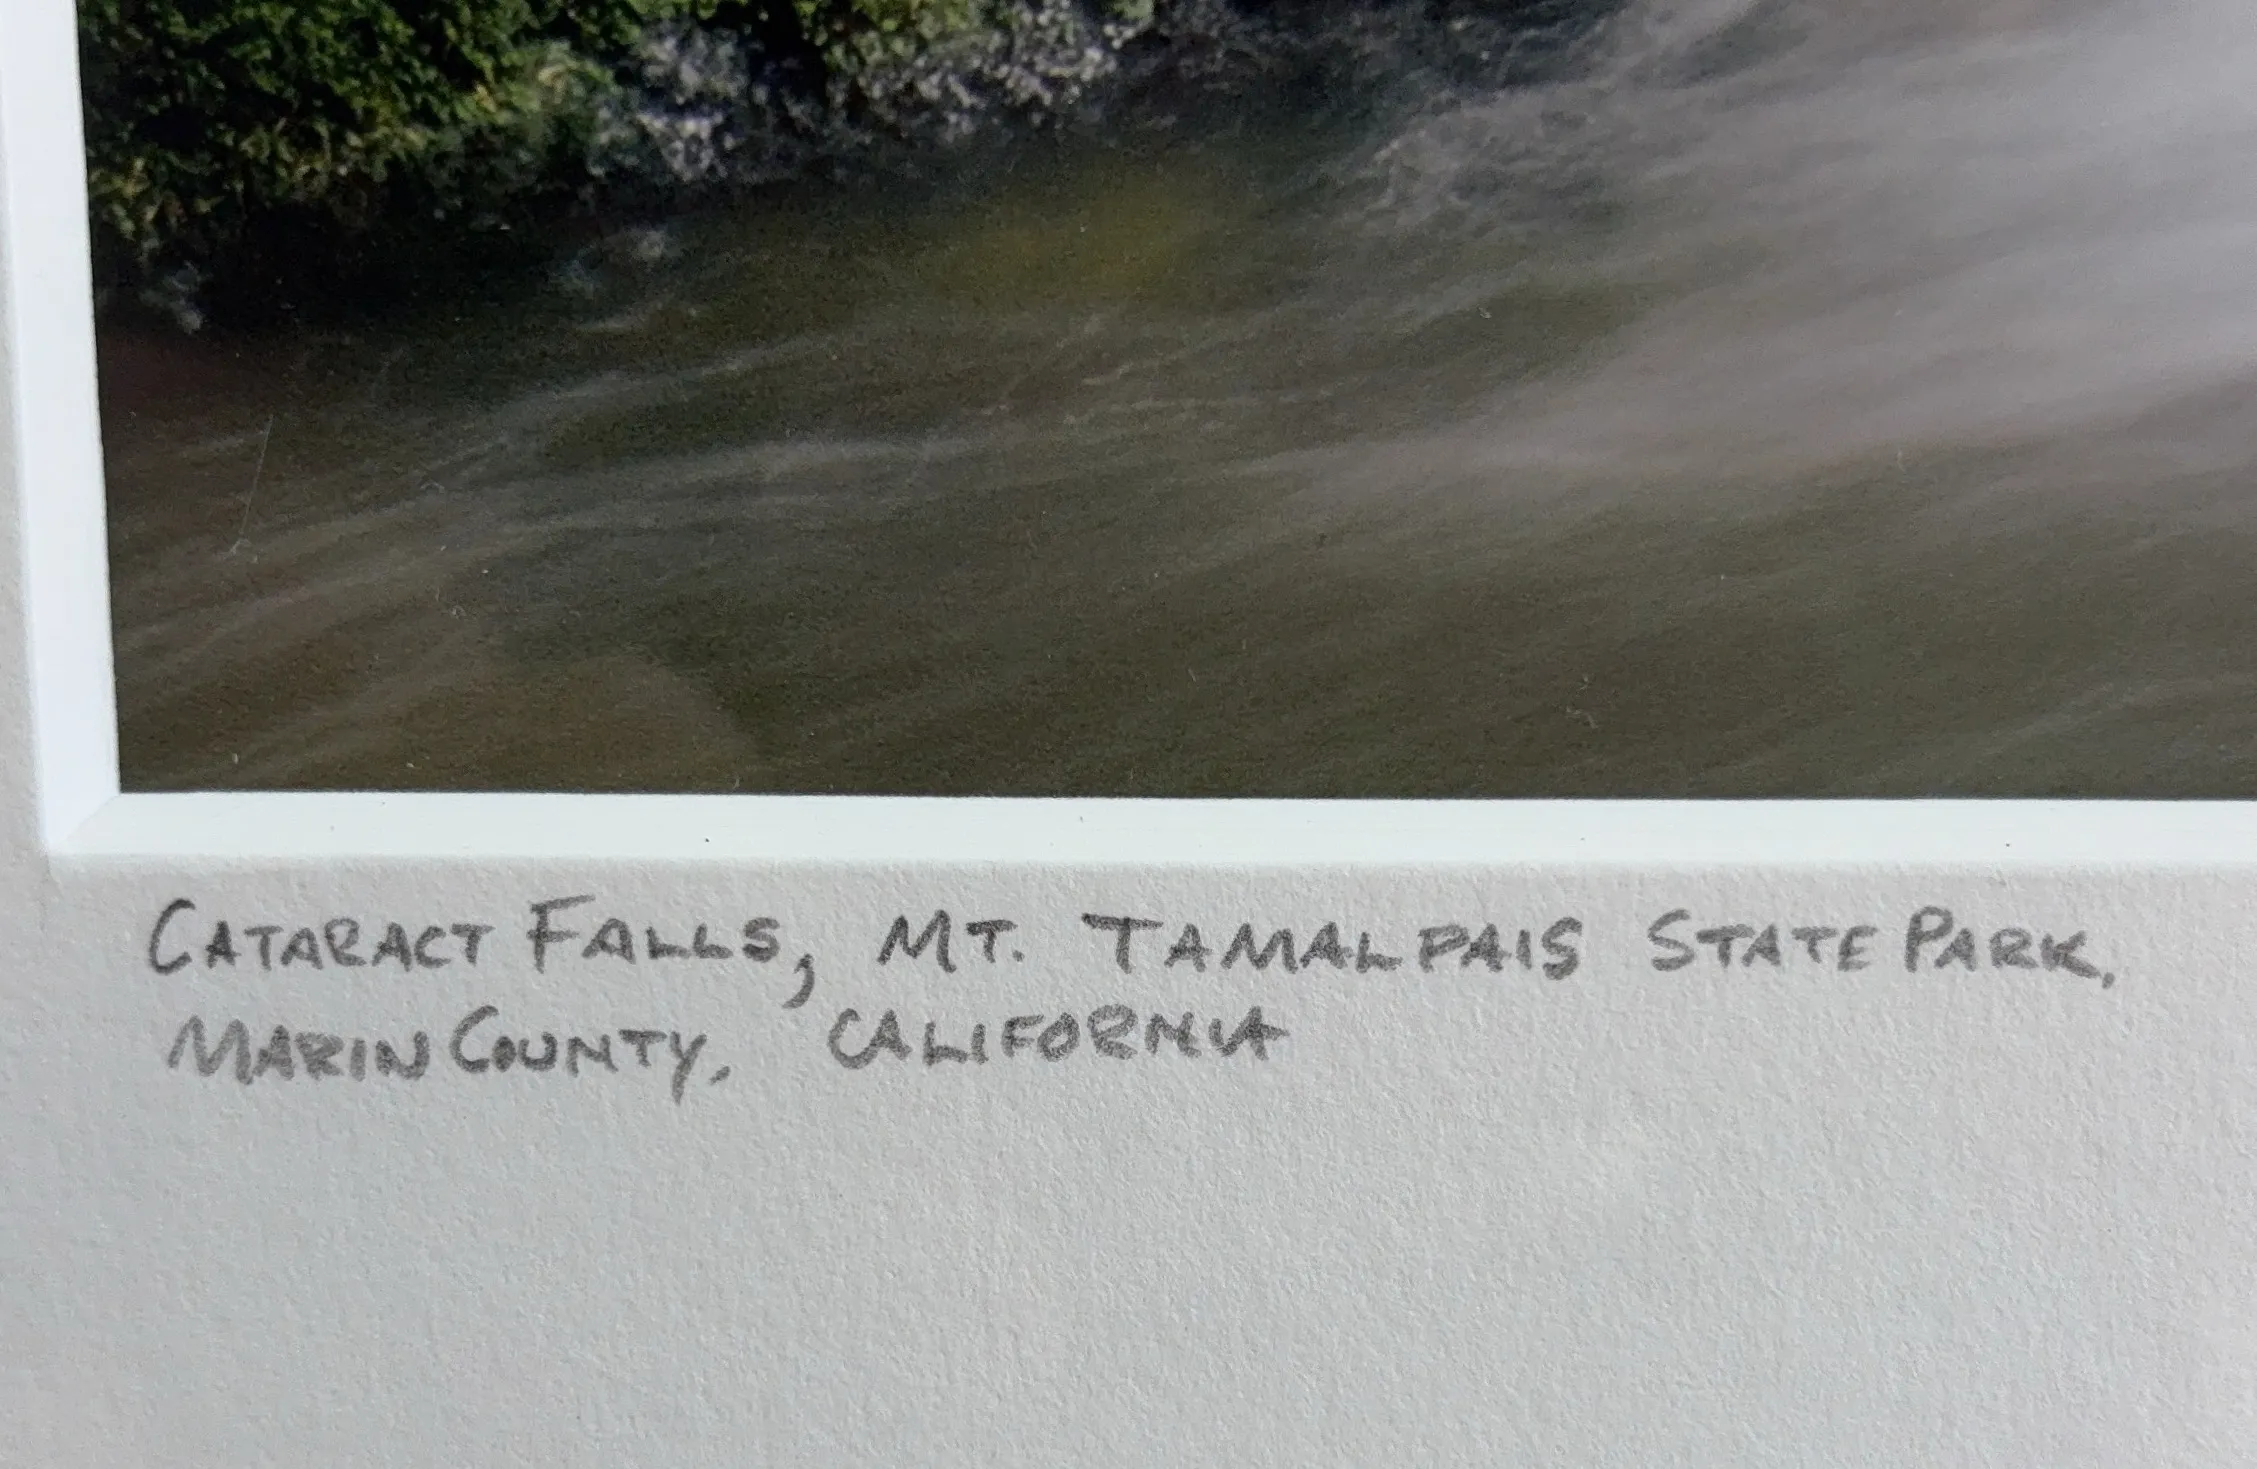 CATARACT FALLS, MT. TAMALPAIS STATE PARK,
MARIN COUNTY, CALIFORNIA